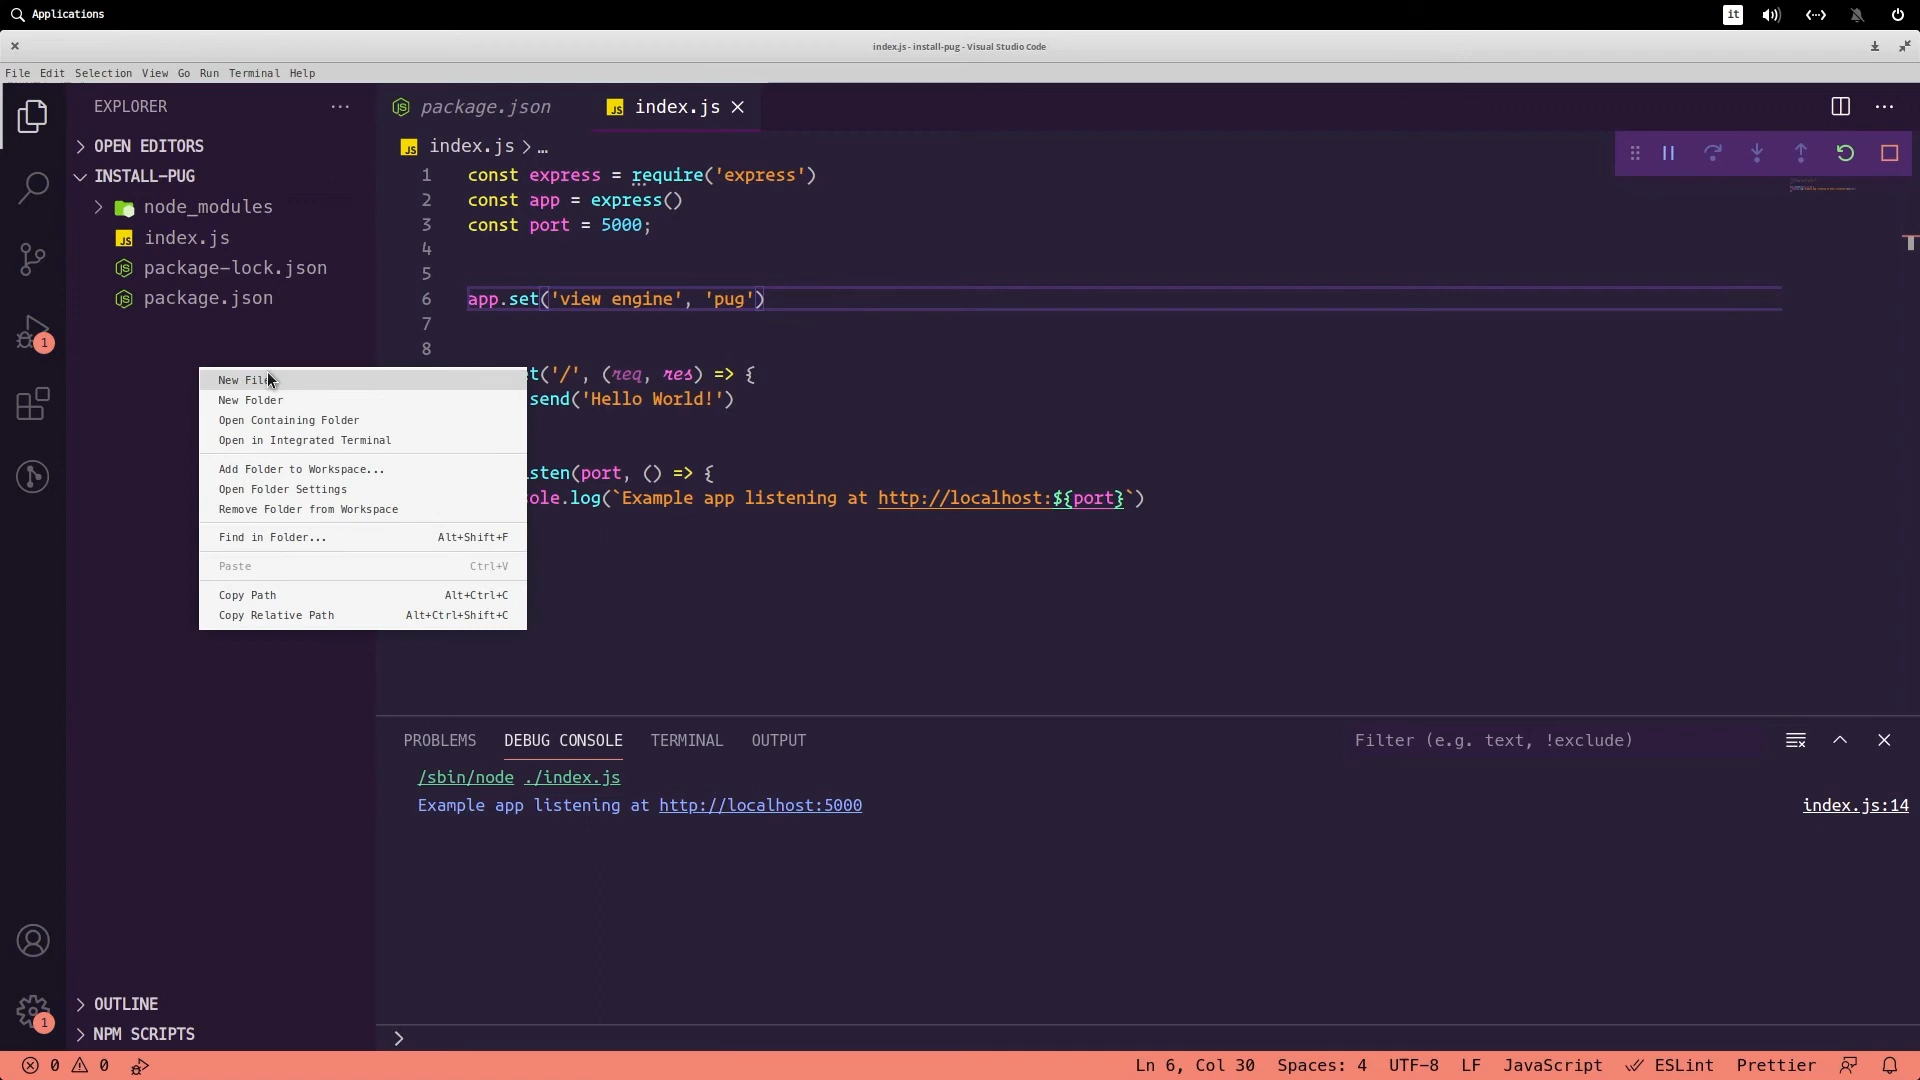 Applications
it
index.js - install-pug - Visual Studio Code
File Edit Selection View Go Run Terminal Help
EXPLORER
OPEN EDITORS
INSTALL-PUG
node_modules
index.js
package-lock.json
package.json
1
New File
New Folder
Open Containing Folder
Open in Integrated Terminal
Add Folder to Workspace...
Open Folder Settings
Remove Folder from Workspace
Find in Folder... Alt+Shift+F
Paste Ctrl+V
Copy Path Alt+Ctrl+C
Copy Relative Path Alt+Ctrl+Shift+C
OUTLINE
1
NPM SCRIPTS
package.json
JS index.js
JS index.js > …
1 const express = require('express')
2 const app = express()
3 const port = 5000;
4
5
6 app.set('view engine', 'pug')
7
8
t('/', (req, res) => {
send('Hello World!')
sten(port, () => {
ole.log(`Example app listening at http://localhost:${port}`)
PROBLEMS DEBUG CONSOLE TERMINAL OUTPUT
Filter (e.g. text, !exclude)
/sbin/node ./index.js
Example app listening at http://localhost:5000 index.js:14
0 0 Ln 6, Col 30 Spaces: 4 UTF-8 LF JavaScript ESLint Prettier